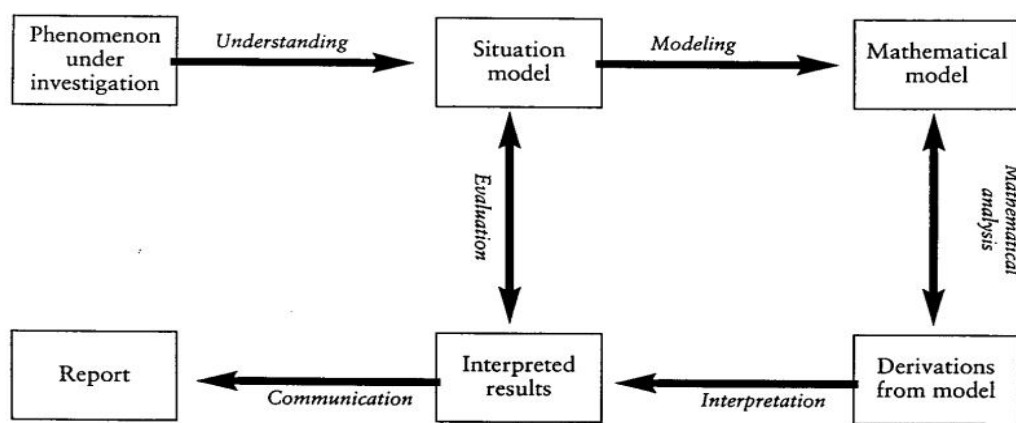 Phenomenon
under
investigation
Understanding
Situation
model
Modeling
Mathematical
model
Evaluation
Mathematical
analysis
Report
Communication
Interpreted
results
Interpretation
Derivations
from model